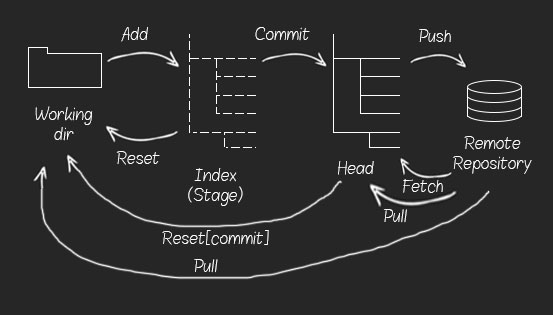 Add
Commit
Push
Working
dir
Reset
Index
(Stage)
Head
Remote
Repository
Fetch
Pull
Reset[commit]
Pull